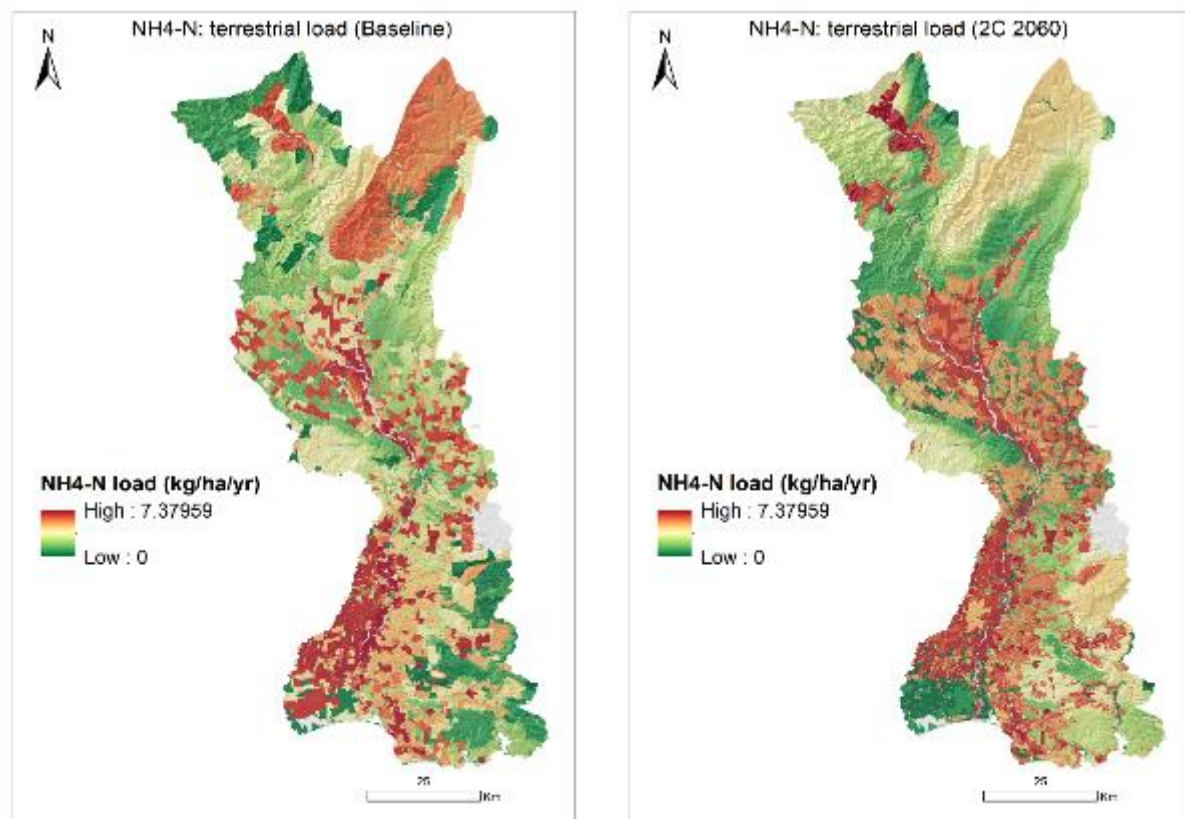 NH4-N: terrestrial load (Baseline)
N
NH4-N load (kg/ha/yr)
High : 7.37959
Low : 0
25
Km
NH4-N: terrestrial load (2C 2060)
N
NH4-N load (kg/ha/yr)
High : 7.37959
Low : 0
25
Km